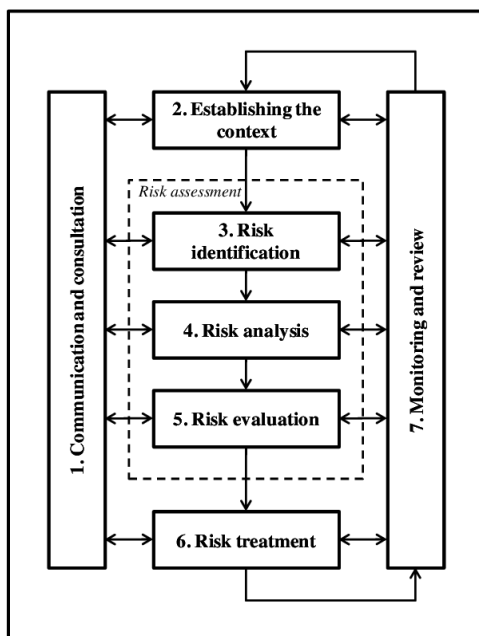 1. Communication and consultation
2. Establishing the
context
Risk assessment
3. Risk
identification
4. Risk analysis
5. Risk evaluation
6. Risk treatment
7. Monitoring and review